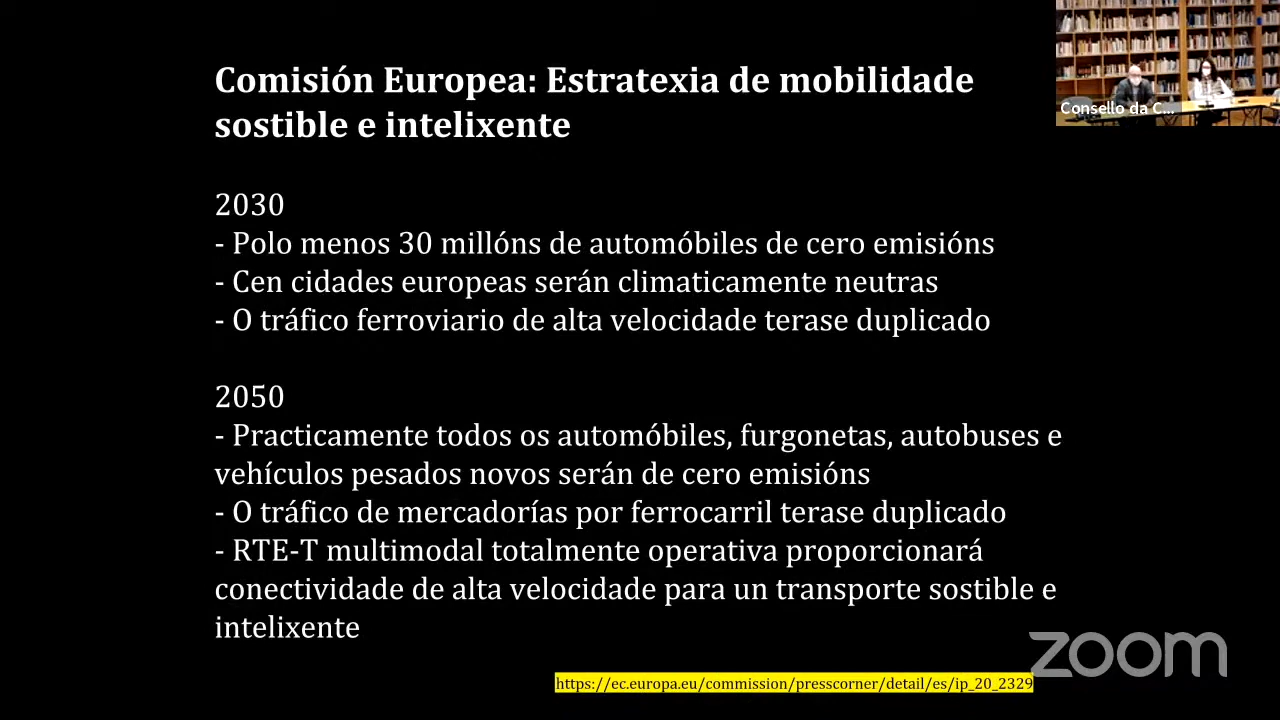 Comisión Europea: Estratexia de mobilidade
sostible e intelixente
Consello da C...
2030
- Polo menos 30 millóns de automóbiles de cero emisións
- Cen cidades europeas serán climaticamente neutras
- O tráfico ferroviario de alta velocidade terase duplicado
2050
- Practicamente todos os automóbiles, furgonetas, autobuses e
vehículos pesados novos serán de cero emisións
- O tráfico de mercadorías por ferrocarril terase duplicado
- RTE-T multimodal totalmente operativa proporcionará
conectividade de alta velocidade para un transporte sostible e
intelixente
zoom
https://ec.europa.eu/commission/presscorner/detail/es/ip_20_2329